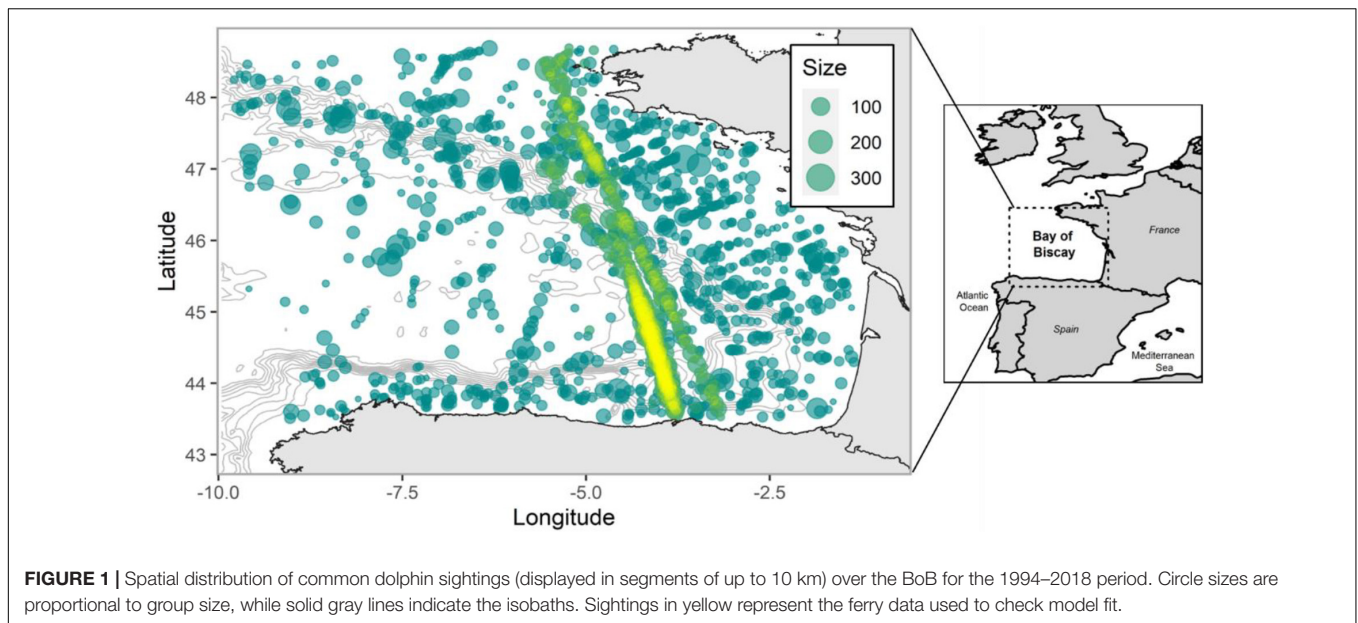 48
47
46
45
44
43
Latitude
-10.0
-7.5
-5.0
-2.5
Longitude
Size
100
200
300
Bay of
Biscay
France
Atlantic
Ocean
Spain
Mediterranean
Sea
FIGURE 1 | Spatial distribution of common dolphin sightings (displayed in segments of up to 10 km) over the BoB for the 1994–2018 period. Circle sizes are
proportional to group size, while solid gray lines indicate the isobaths. Sightings in yellow represent the ferry data used to check model fit.